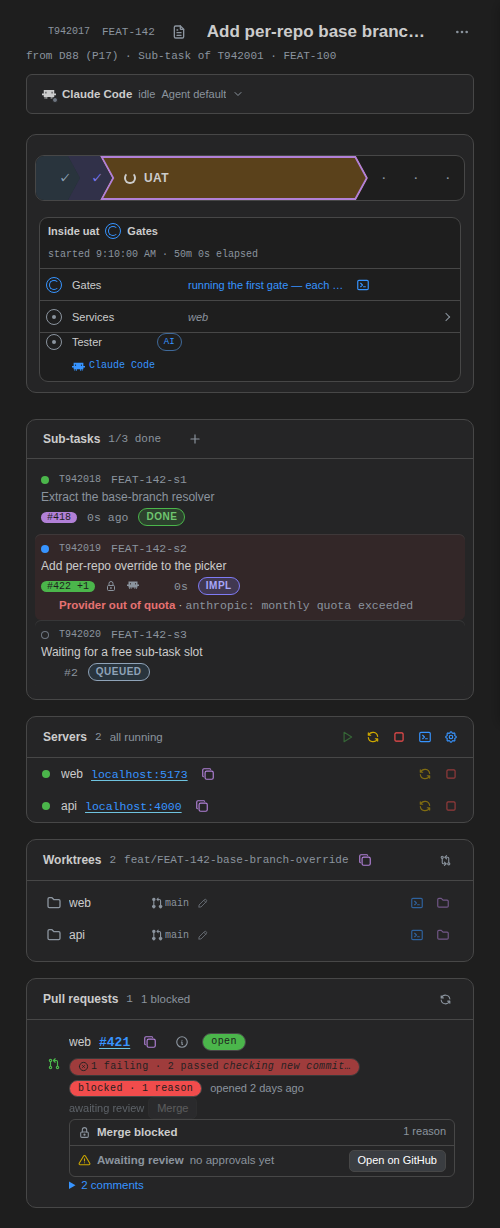 T942017 FEAT-142 Add per-repo base branc… ···
from D88 (P17) · Sub-task of T942001 · FEAT-100
Claude Code idle Agent default
UAT
Inside uat Gates
started 9:10:00 AM · 50m 0s elapsed
Gates running the first gate — each …
Services web
Tester AI
Claude Code
Sub-tasks 1/3 done
T942018 FEAT-142-s1
Extract the base-branch resolver
#418 0s ago DONE
T942019 FEAT-142-s2
Add per-repo override to the picker
#422 +1 0s IMPL
Provider out of quota · anthropic: monthly quota exceeded
T942020 FEAT-142-s3
Waiting for a free sub-task slot
#2 QUEUED
Servers 2 all running
web localhost:5173
api localhost:4000
Worktrees 2 feat/FEAT-142-base-branch-override
web main
api main
Pull requests 1 1 blocked
web #421 open
1 failing · 2 passed checking new commit…
blocked · 1 reason opened 2 days ago
awaiting review Merge
Merge blocked 1 reason
Awaiting review no approvals yet Open on GitHub
2 comments